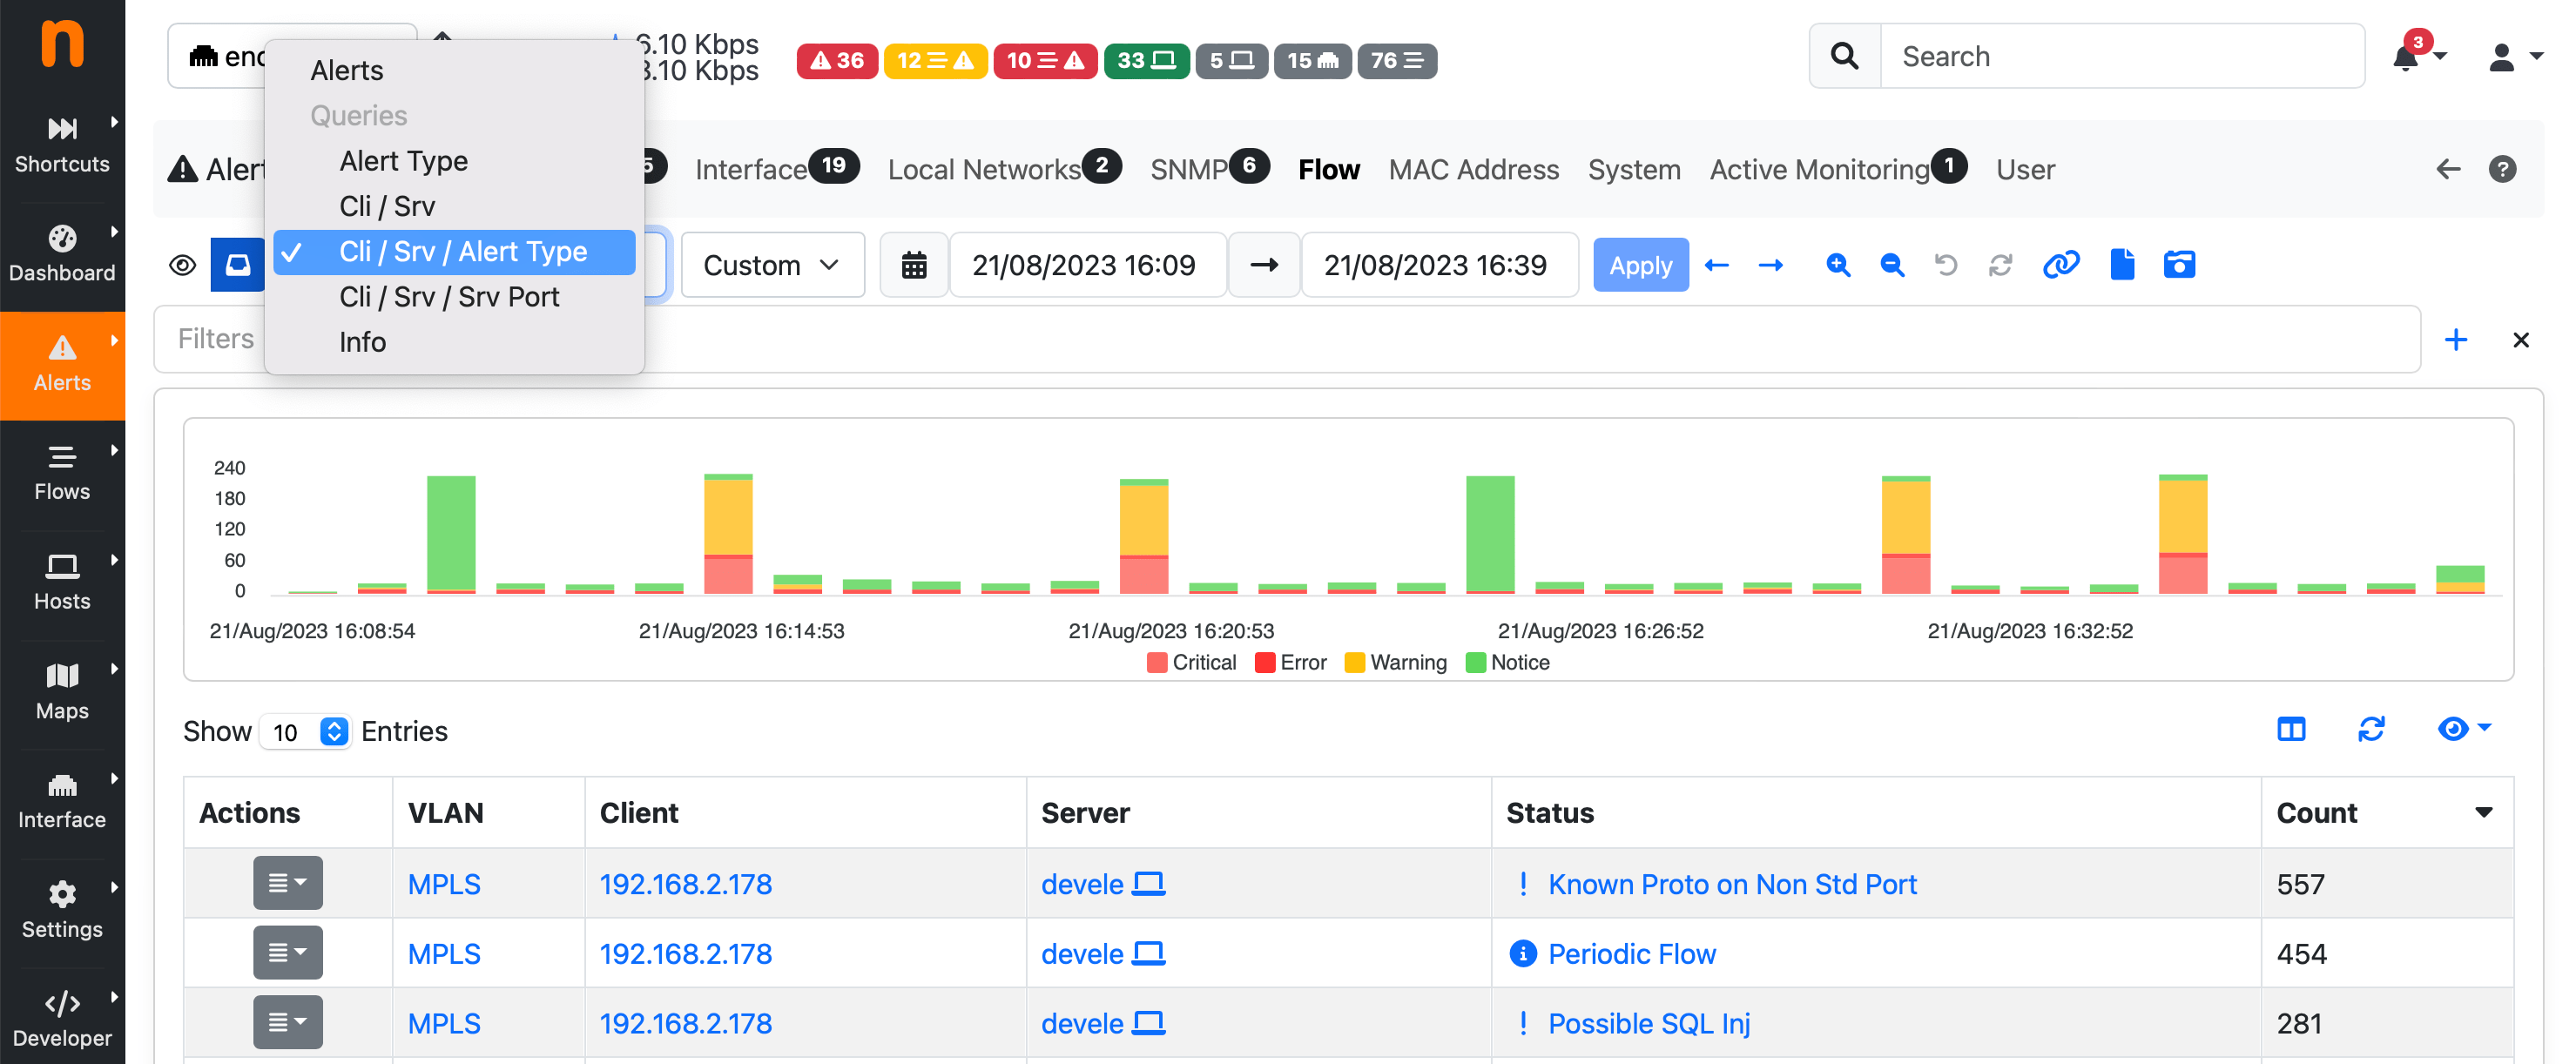 n
enc
6.10 Kbps
3.10 Kbps
36
12
10
33
5
15
76
Search
3
Alerts
Queries
Alert Type
Cli / Srv
Cli / Srv / Alert Type
Cli / Srv / Srv Port
Info
Shortcuts
Dashboard
Alerts
Flows
Hosts
Maps
Interface
Settings
Developer
Alert
5
Interface 19
Local Networks 2
SNMP 6
Flow
MAC Address
System
Active Monitoring 1
User
?
Custom
21/08/2023 16:09
21/08/2023 16:39
Apply
Filters
240
180
120
60
0
21/Aug/2023 16:08:54
21/Aug/2023 16:14:53
21/Aug/2023 16:20:53
21/Aug/2023 16:26:52
21/Aug/2023 16:32:52
Critical Error Warning Notice
Show 10 Entries
Actions VLAN Client Server Status Count
MPLS 192.168.2.178 devele ! Known Proto on Non Std Port 557
MPLS 192.168.2.178 devele Periodic Flow 454
MPLS 192.168.2.178 devele ! Possible SQL Inj 281